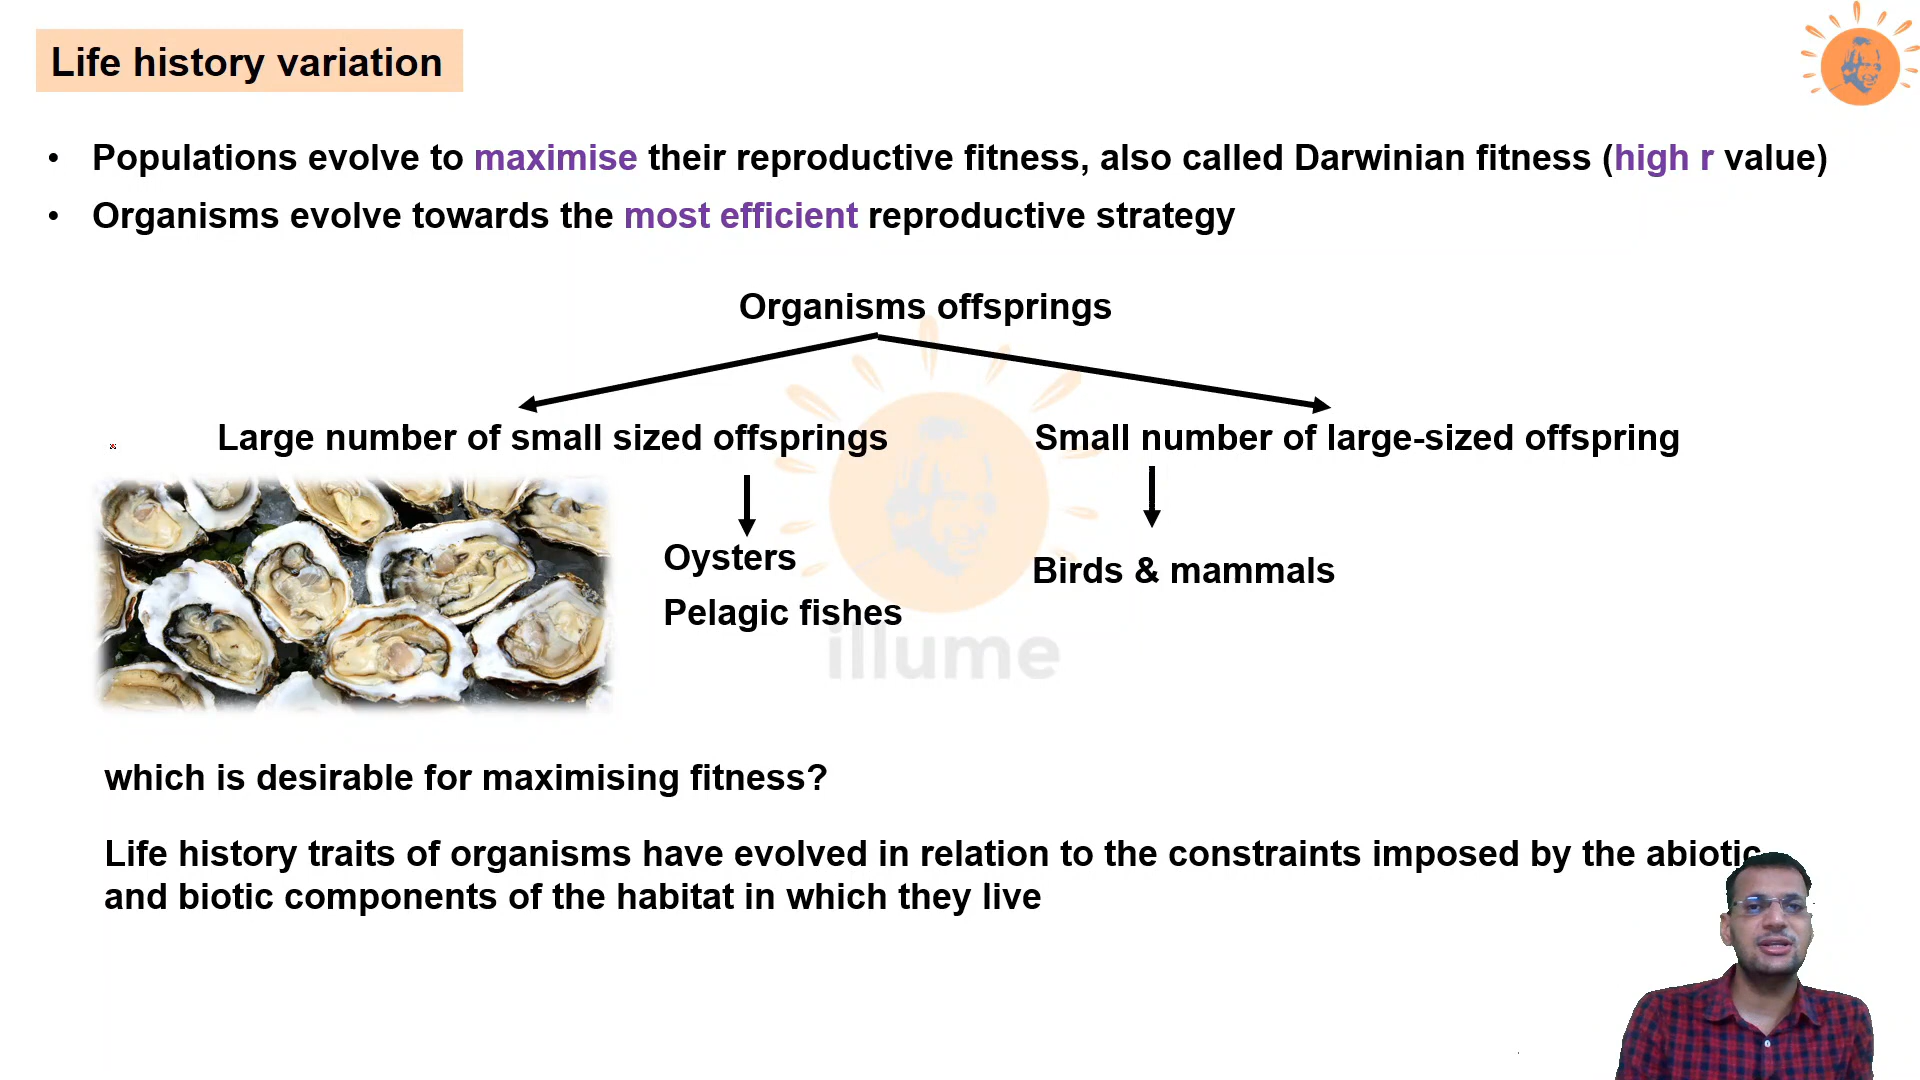 Life history variation
• Populations evolve to maximise their reproductive fitness, also called Darwinian fitness (high r value)
• Organisms evolve towards the most efficient reproductive strategy
Organisms offsprings
Large number of small sized offsprings
Small number of large-sized offspring
Oysters
Pelagic fishes
Birds & mammals
illume
which is desirable for maximising fitness?
Life history traits of organisms have evolved in relation to the constraints imposed by the abiotic
and biotic components of the habitat in which they live